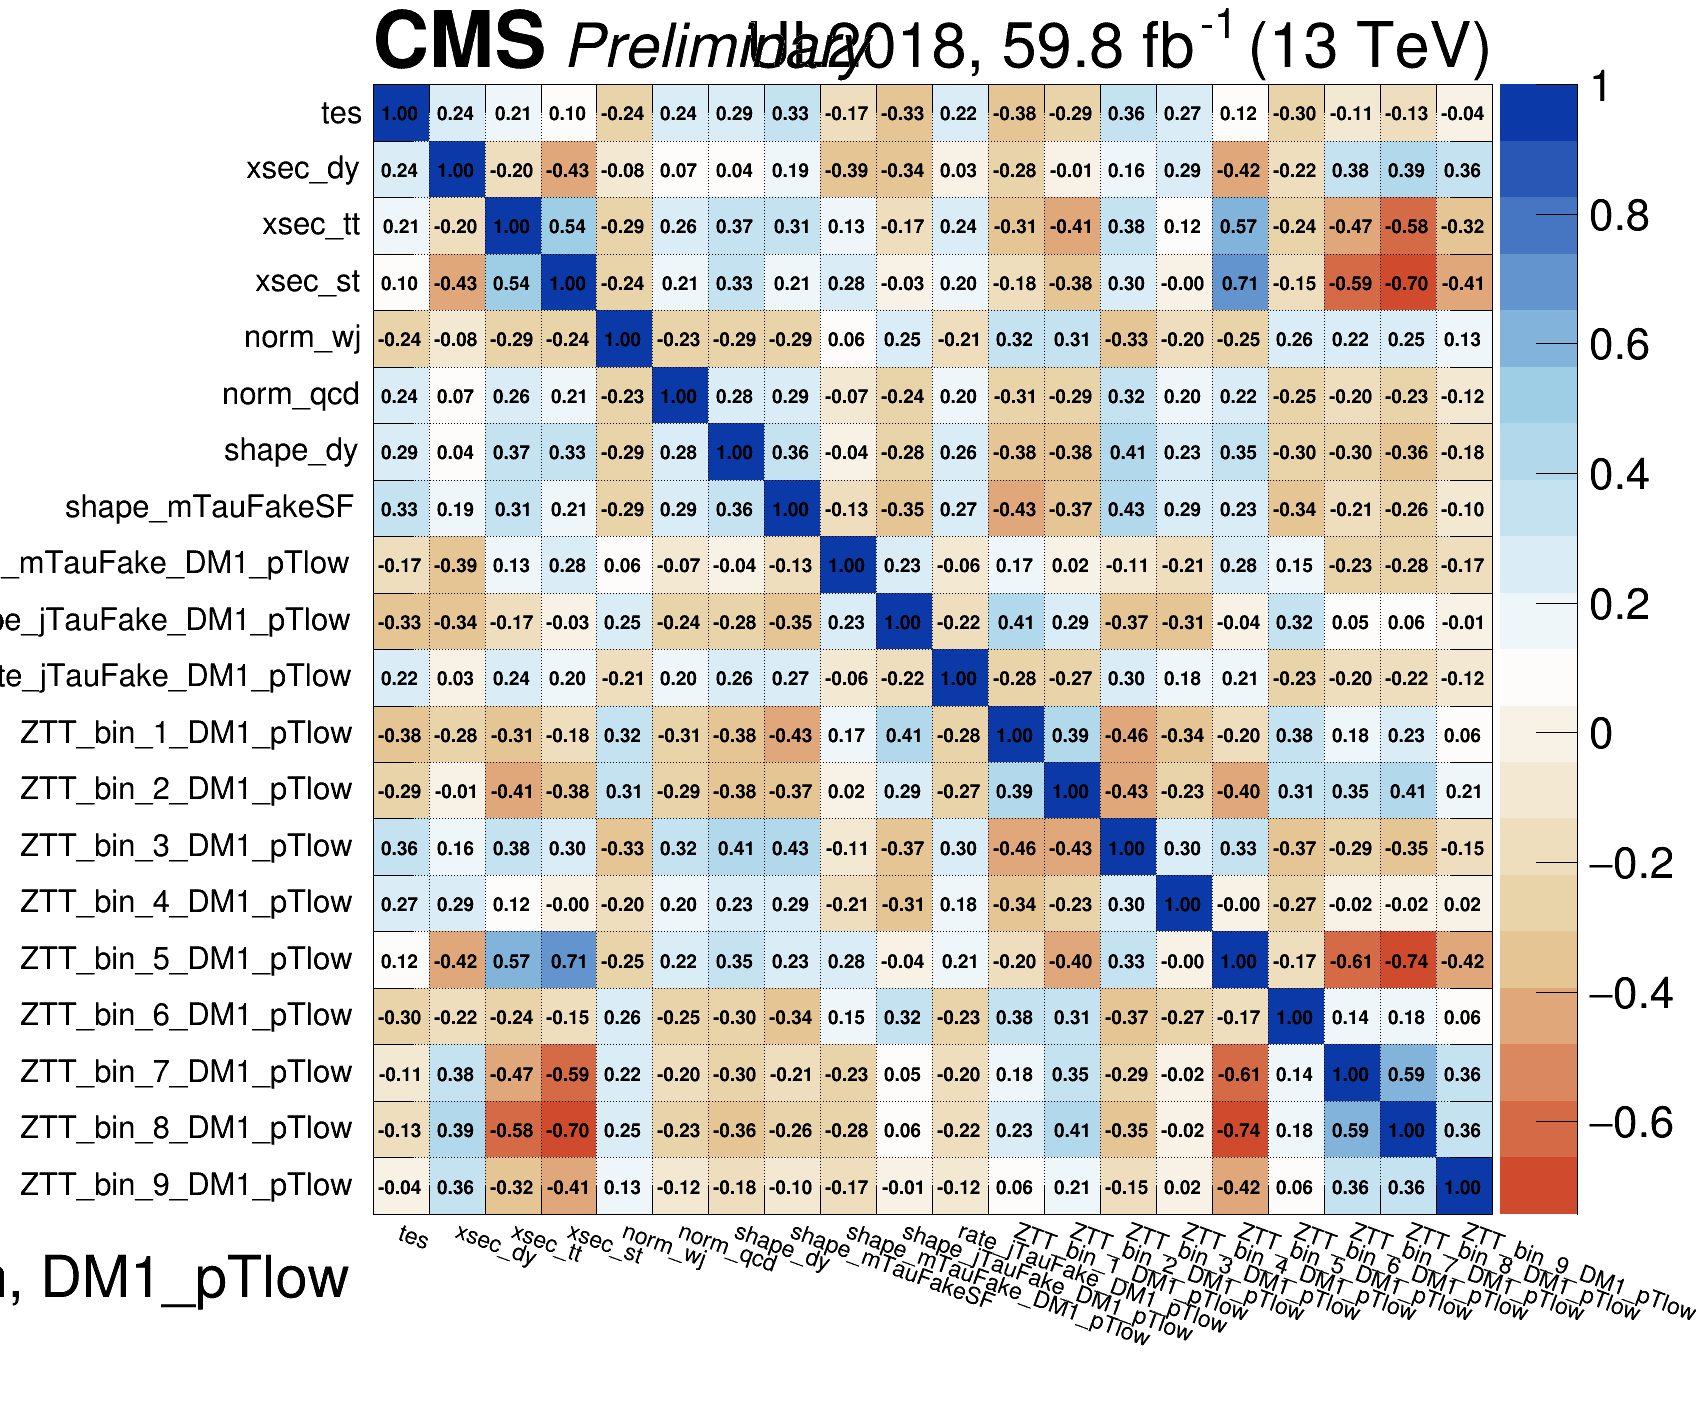 CMS Preliminary UL2018, 59.8 fb-1 (13 TeV)
tes 1.00 0.24 0.21 0.10 -0.24 0.24 0.29 0.33 -0.17 -0.33 0.22 -0.38 -0.29 0.36 0.27 0.12 -0.30 -0.11 -0.13 -0.04
xsec_dy 0.24 1.00 -0.20 -0.43 -0.08 0.07 0.04 0.19 -0.39 -0.34 0.03 -0.28 -0.01 0.16 0.29 -0.42 -0.22 0.38 0.39 0.36
xsec_tt 0.21 -0.20 1.00 0.54 -0.29 0.26 0.37 0.31 0.13 -0.17 0.24 -0.31 -0.41 0.38 0.12 0.57 -0.24 -0.47 -0.58 -0.32
xsec_st 0.10 -0.43 0.54 1.00 -0.24 0.21 0.33 0.21 0.28 -0.03 0.20 -0.18 -0.38 0.30 -0.00 0.71 -0.15 -0.59 -0.70 -0.41
norm_wj -0.24 -0.08 -0.29 -0.24 1.00 -0.23 -0.29 -0.29 0.06 0.25 -0.21 0.32 0.31 -0.33 -0.20 -0.25 0.26 0.22 0.25 0.13
norm_qcd 0.24 0.07 0.26 0.21 -0.23 1.00 0.28 0.29 -0.07 -0.24 0.20 -0.31 -0.29 0.32 0.20 0.22 -0.25 -0.20 -0.23 -0.12
shape_dy 0.29 0.04 0.37 0.33 -0.29 0.28 1.00 0.36 -0.04 -0.28 0.26 -0.38 -0.38 0.41 0.23 0.35 -0.30 -0.30 -0.36 -0.18
shape_mTauFakeSF 0.33 0.19 0.31 0.21 -0.29 0.29 0.36 1.00 -0.13 -0.35 0.27 -0.43 -0.37 0.43 0.29 0.23 -0.34 -0.21 -0.26 -0.10
_mTauFake_DM1_pTlow -0.17 -0.39 0.13 0.28 0.06 -0.07 -0.04 -0.13 1.00 0.23 -0.06 0.17 0.02 -0.11 -0.21 0.28 0.15 -0.23 -0.28 -0.17
pe_jTauFake_DM1_pTlow -0.33 -0.34 -0.17 -0.03 0.25 -0.24 -0.28 -0.35 0.23 1.00 -0.22 0.41 0.29 -0.37 -0.31 -0.04 0.32 0.05 0.06 -0.01
te_jTauFake_DM1_pTlow 0.22 0.03 0.24 0.20 -0.21 0.20 0.26 0.27 -0.06 -0.22 1.00 -0.28 -0.27 0.30 0.18 0.21 -0.23 -0.20 -0.22 -0.12
ZTT_bin_1_DM1_pTlow -0.38 -0.28 -0.31 -0.18 0.32 -0.31 -0.38 -0.43 0.17 0.41 -0.28 1.00 0.39 -0.46 -0.34 -0.20 0.38 0.18 0.23 0.06
ZTT_bin_2_DM1_pTlow -0.29 -0.01 -0.41 -0.38 0.31 -0.29 -0.38 -0.37 0.02 0.29 -0.27 0.39 1.00 -0.43 -0.23 -0.40 0.31 0.35 0.41 0.21
ZTT_bin_3_DM1_pTlow 0.36 0.16 0.38 0.30 -0.33 0.32 0.41 0.43 -0.11 -0.37 0.30 -0.46 -0.43 1.00 0.30 0.33 -0.37 -0.29 -0.35 -0.15
ZTT_bin_4_DM1_pTlow 0.27 0.29 0.12 -0.00 -0.20 0.20 0.23 0.29 -0.21 -0.31 0.18 -0.34 -0.23 0.30 1.00 -0.00 -0.27 -0.02 -0.02 0.02
ZTT_bin_5_DM1_pTlow 0.12 -0.42 0.57 0.71 -0.25 0.22 0.35 0.23 0.28 -0.04 0.21 -0.20 -0.40 0.33 -0.00 1.00 -0.17 -0.61 -0.74 -0.42
ZTT_bin_6_DM1_pTlow -0.30 -0.22 -0.24 -0.15 0.26 -0.25 -0.30 -0.34 0.15 0.32 -0.23 0.38 0.31 -0.37 -0.27 -0.17 1.00 0.14 0.18 0.06
ZTT_bin_7_DM1_pTlow -0.11 0.38 -0.47 -0.59 0.22 -0.20 -0.30 -0.21 -0.23 0.05 -0.20 0.18 0.35 -0.29 -0.02 -0.61 0.14 1.00 0.59 0.36
ZTT_bin_8_DM1_pTlow -0.13 0.39 -0.58 -0.70 0.25 -0.23 -0.36 -0.26 -0.28 0.06 -0.22 0.23 0.41 -0.35 -0.02 -0.74 0.18 0.59 1.00 0.36
ZTT_bin_9_DM1_pTlow -0.04 0.36 -0.32 -0.41 0.13 -0.12 -0.18 -0.10 -0.17 -0.01 -0.12 0.06 0.21 -0.15 0.02 -0.42 0.06 0.36 0.36 1.00
1
0.8
0.6
0.4
0.2
0
−0.2
−0.4
−0.6
tes
xsec_dy
xsec_tt
xsec_st
norm_wj
norm_qcd
shape_dy
shape_mTauFakeSF
shape_mTauFake_DM1_pTlow
shape_jTauFake_DM1_pTlow
rate_jTauFake_DM1_pTlow
ZTT_bin_1_DM1_pTlow
ZTT_bin_2_DM1_pTlow
ZTT_bin_3_DM1_pTlow
ZTT_bin_4_DM1_pTlow
ZTT_bin_5_DM1_pTlow
ZTT_bin_6_DM1_pTlow
ZTT_bin_7_DM1_pTlow
ZTT_bin_8_DM1_pTlow
ZTT_bin_9_DM1_pTlow
, DM1_pTlow